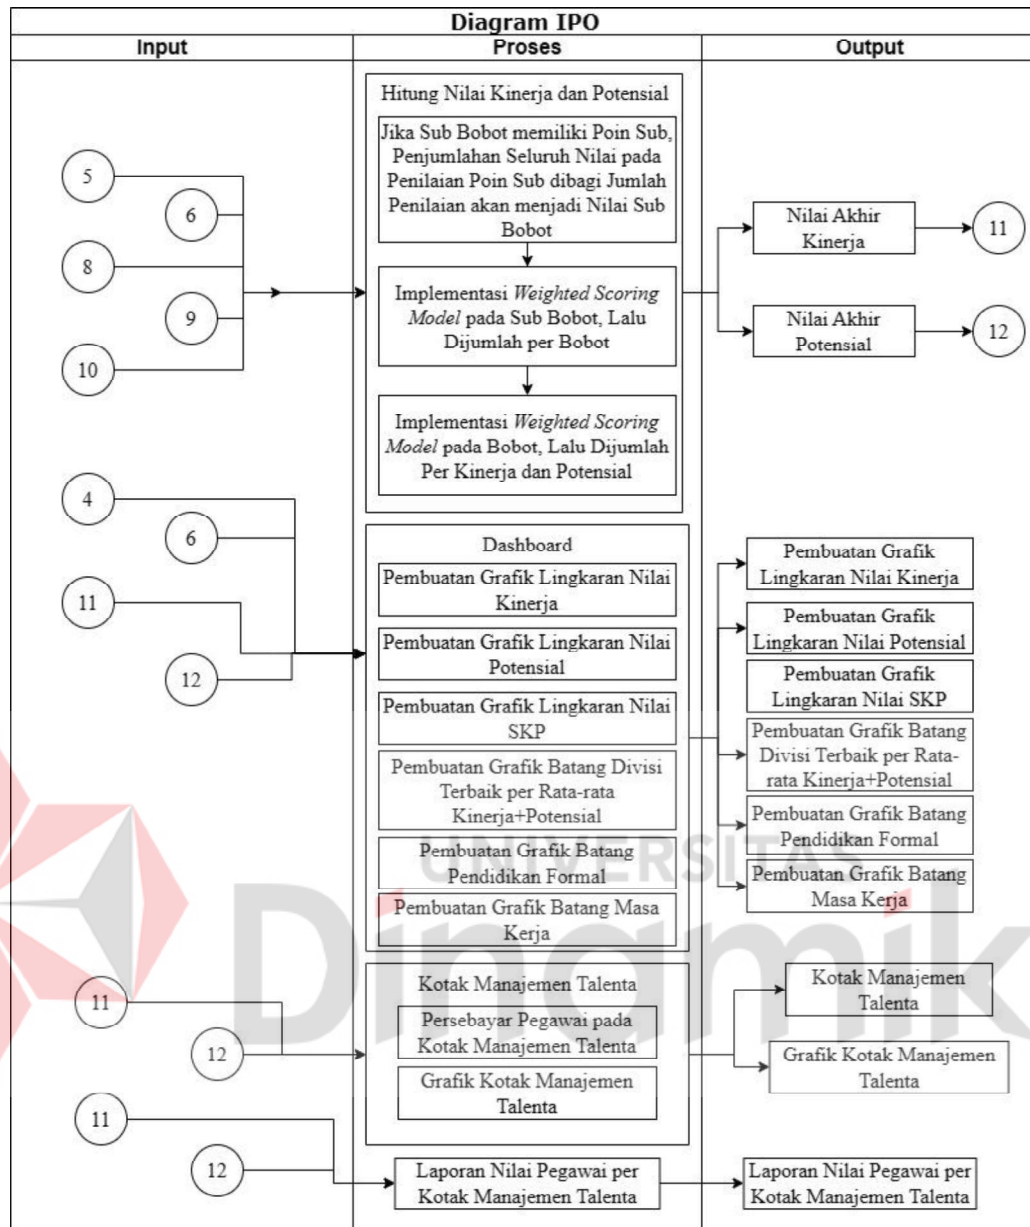 Diagram IPO
Input
Proses
Output
5
6
8
9
10
Hitung Nilai Kinerja dan Potensial
Jika Sub Bobot memiliki Poin Sub,
Penjumlahan Seluruh Nilai pada
Penilaian Poin Sub dibagi Jumlah
Penilaian akan menjadi Nilai Sub
Bobot
Implementasi Weighted Scoring
Model pada Sub Bobot, Lalu
Dijumlah per Bobot
Implementasi Weighted Scoring
Model pada Bobot, Lalu Dijumlah
Per Kinerja dan Potensial
Nilai Akhir
Kinerja
11
Nilai Akhir
Potensial
12
4
6
11
12
Dashboard
Pembuatan Grafik Lingkaran Nilai
Kinerja
Pembuatan Grafik Lingkaran Nilai
Potensial
Pembuatan Grafik Lingkaran Nilai
SKP
Pembuatan Grafik Batang Divisi
Terbaik per Rata-rata
Kinerja+Potensial
Pembuatan Grafik Batang
Pendidikan Formal
Pembuatan Grafik Batang Masa
Kerja
Pembuatan Grafik
Lingkaran Nilai Kinerja
Pembuatan Grafik
Lingkaran Nilai Potensial
Pembuatan Grafik
Lingkaran Nilai SKP
Pembuatan Grafik Batang
Divisi Terbaik per Rata-
rata Kinerja+Potensial
Pembuatan Grafik Batang
Pendidikan Formal
Pembuatan Grafik Batang
Masa Kerja
UNIVERSITAS
Dinamik
11
12
Kotak Manajemen Talenta
Persebayar Pegawai pada
Kotak Manajemen Talenta
Grafik Kotak Manajemen
Talenta
Kotak Manajemen
Talenta
Grafik Kotak Manajemen
Talenta
11
12
Laporan Nilai Pegawai per
Kotak Manajemen Talenta
Laporan Nilai Pegawai per
Kotak Manajemen Talenta